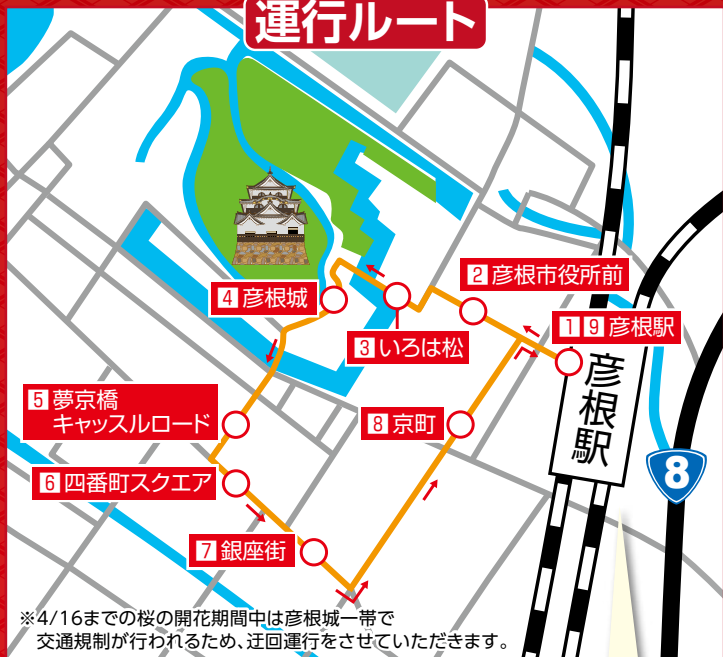 運行ルート
2 彦根市役所前
1 9 彦根駅
4 彦根城
3 いろは松
彦根駅
5 夢京橋
キャッスルロード
8 京町
8
6 四番町スクエア
7 銀座街
※4/16までの桜の開花期間中は彦根城一帯で
交通規制が行われるため、迂回運行をさせていただきます。